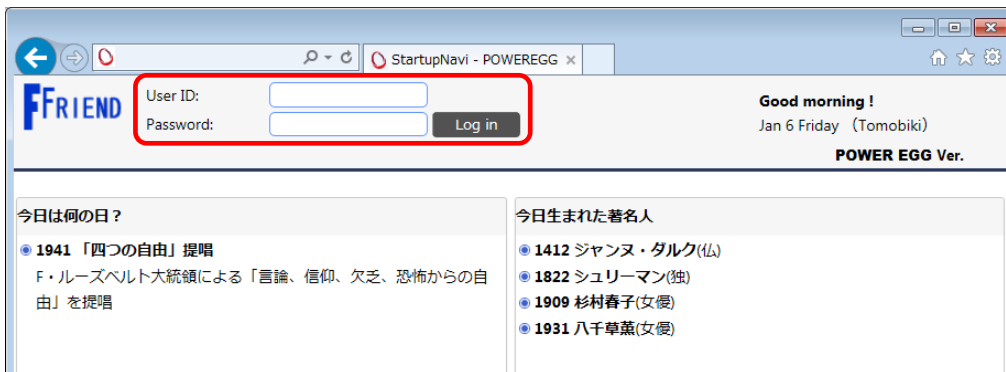 StartupNavi - POWEREGG
FFRIEND
User ID:
Password:
Log in
Good morning !
Jan 6 Friday （Tomobiki）
POWER EGG Ver.
今日は何の日？
1941 「四つの自由」提唱
F・ルーズベルト大統領による「言論、信仰、欠乏、恐怖からの自
由」を提唱
今日生まれた著名人
1412 ジャンヌ・ダルク(仏)
1822 シュリーマン(独)
1909 杉村春子(女優)
1931 八千草薫(女優)